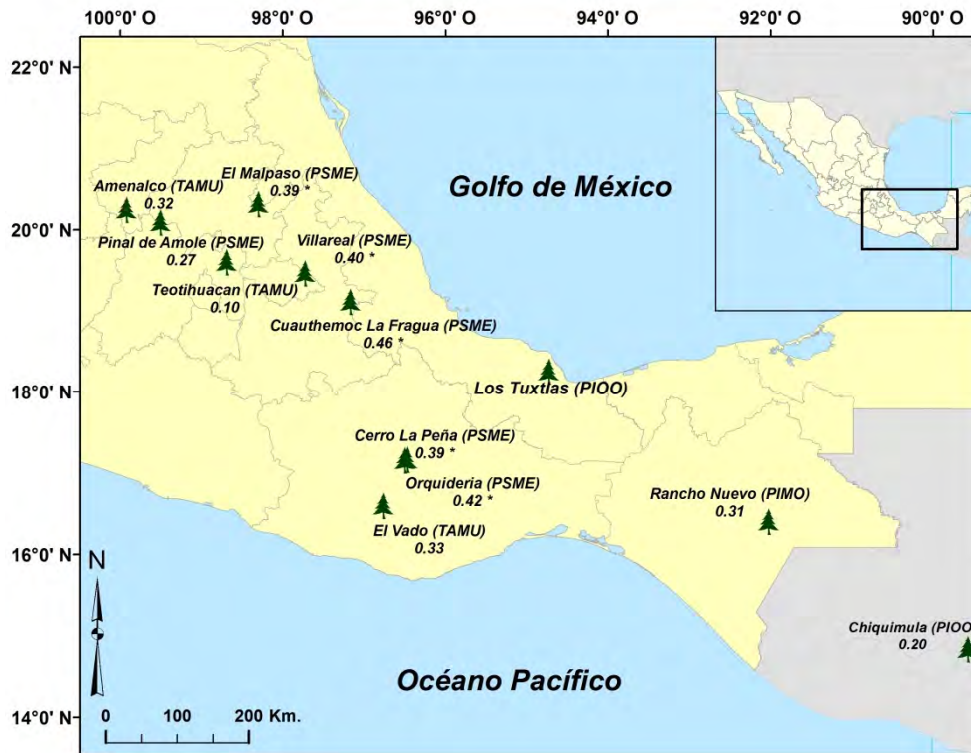 100°0' O
98°0' O
96°0' O
94°0' O
92°0' O
90°0' O
22°0' N
20°0' N
18°0' N
16°0' N
14°0' N
Golfo de México
El Malpaso (PSME)
0.39 *
Amenalco (TAMU)
0.32
Pinal de Amole (PSME)
0.27
Villareal (PSME)
0.40 *
Teotihuacan (TAMU)
0.10
Cuauthemoc La Fragua (PSME)
0.46 *
Los Tuxtlas (PIOO)
Cerro La Peña (PSME)
0.39 *
Orquideria (PSME)
0.42 *
El Vado (TAMU)
0.33
Rancho Nuevo (PIMO)
0.31
Chiquimula (PIOO
0.20
Océano Pacífico
N
0 100 200 Km.